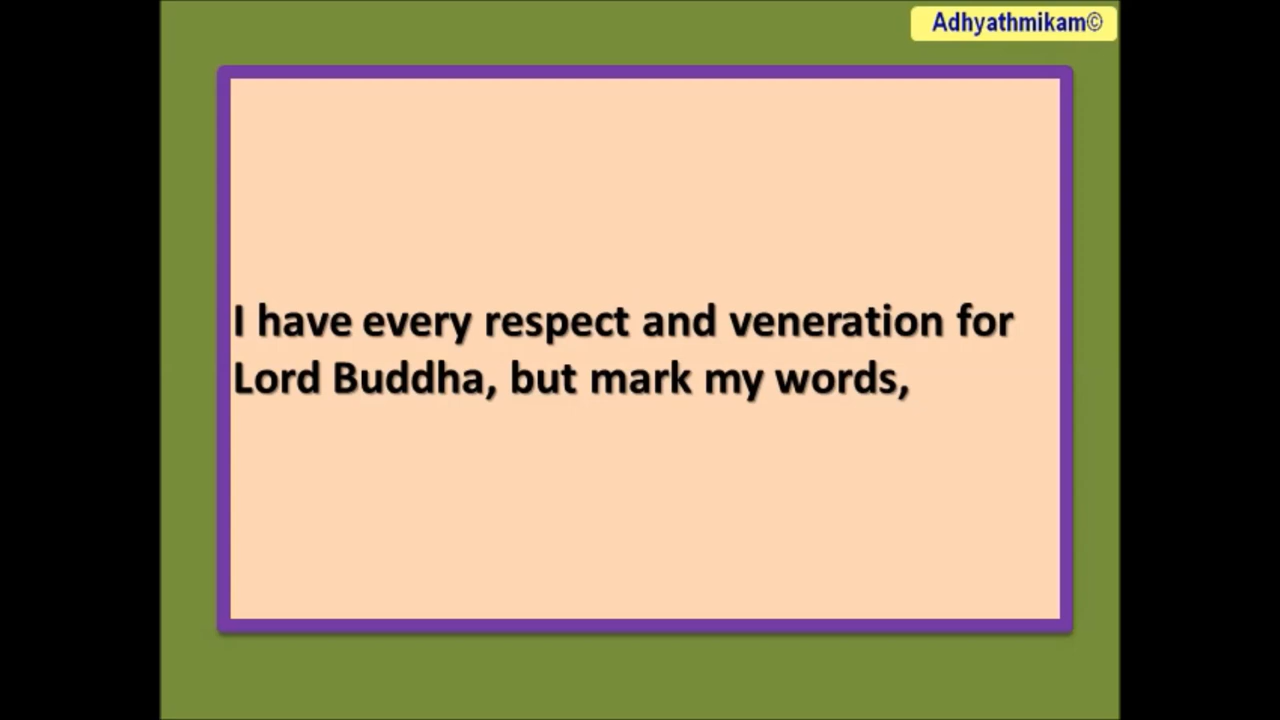 Adhyathmikam©
I have every respect and veneration for
Lord Buddha, but mark my words,